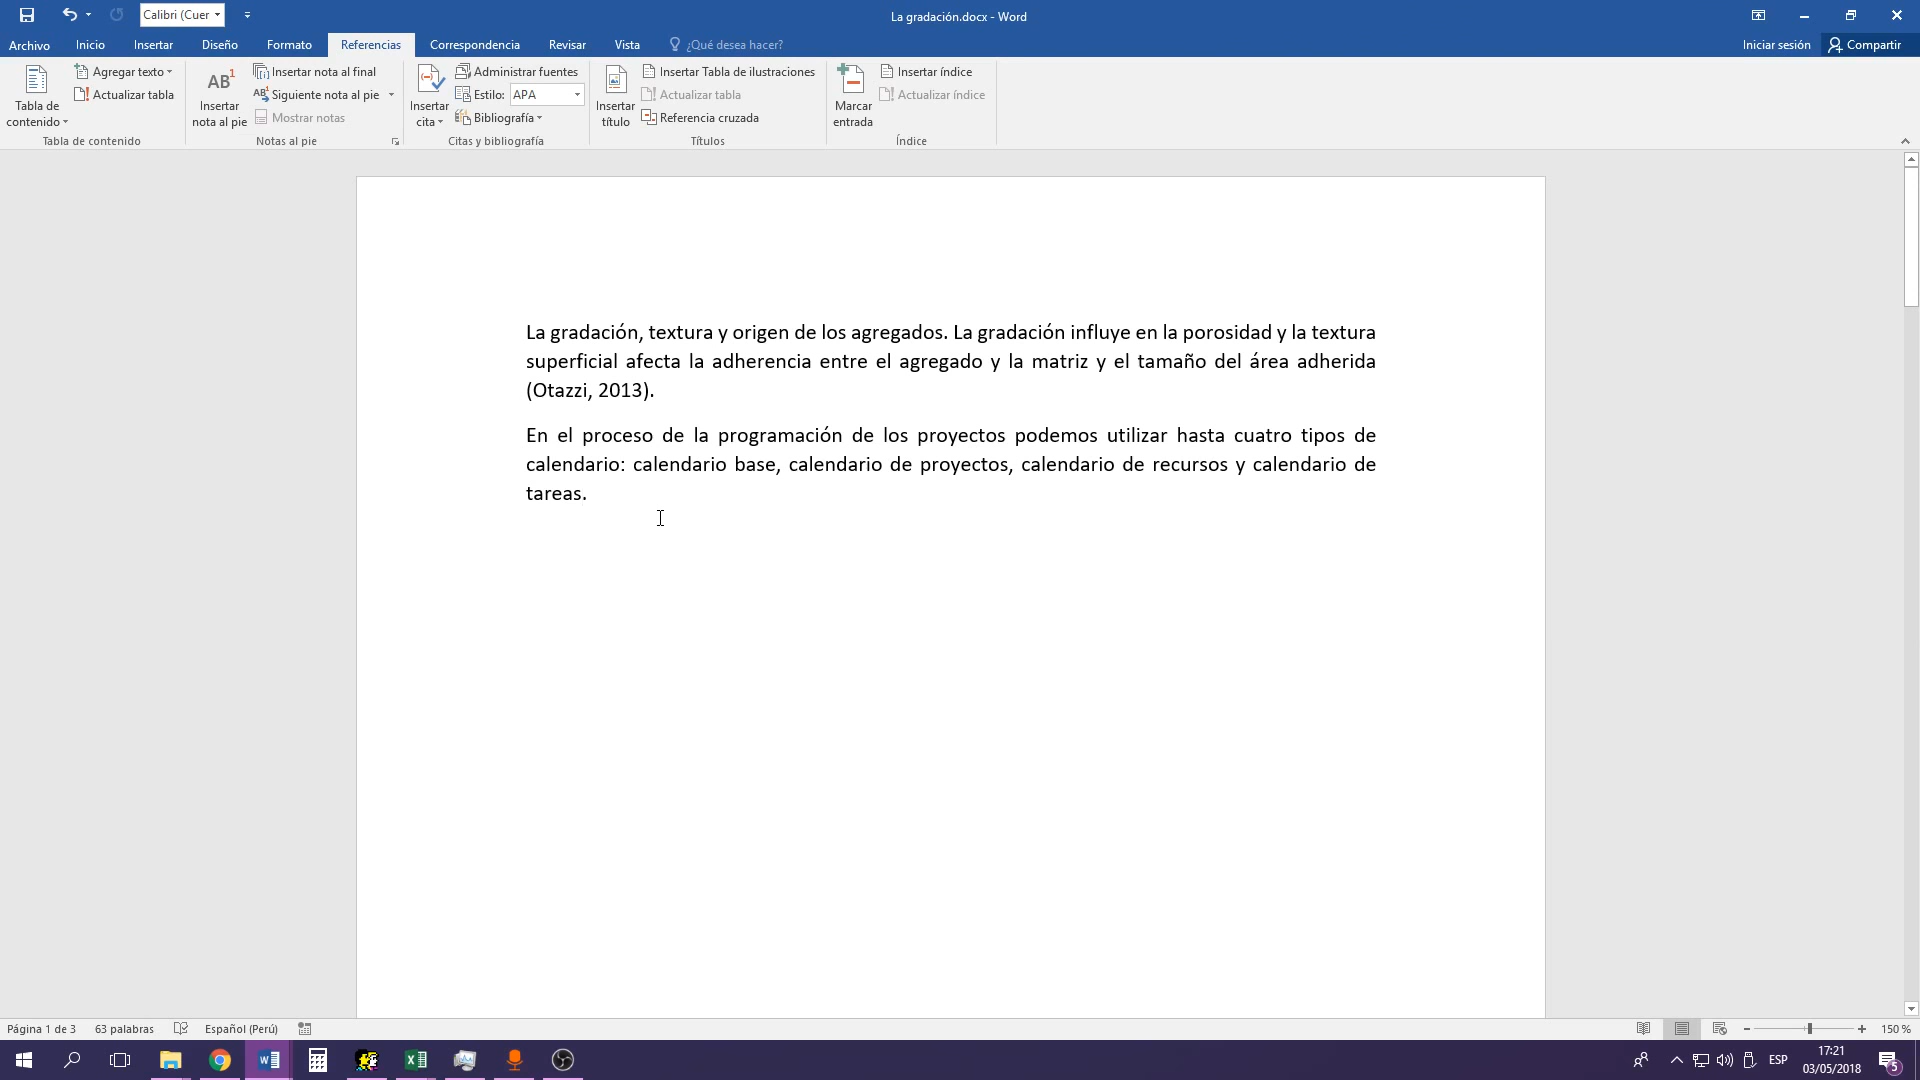 Calibri (Cuer
La gradación.docx - Word
Archivo Inicio Insertar Diseño Formato Referencias Correspondencia Revisar Vista ¿Qué desea hacer? Iniciar sesión Compartir
Tabla de contenido
Agregar texto
Actualizar tabla
Tabla de contenido
AB1
Insertar nota al pie
Insertar nota al final
Siguiente nota al pie
Mostrar notas
Notas al pie
Insertar cita
Administrar fuentes
Estilo: APA
Bibliografía
Citas y bibliografía
Insertar título
Insertar Tabla de ilustraciones
Actualizar tabla
Referencia cruzada
Títulos
Marcar entrada
Insertar índice
Actualizar índice
Índice
La gradación, textura y origen de los agregados. La gradación influye en la porosidad y la textura
superficial afecta la adherencia entre el agregado y la matriz y el tamaño del área adherida
(Otazzi, 2013).
En el proceso de la programación de los proyectos podemos utilizar hasta cuatro tipos de
calendario: calendario base, calendario de proyectos, calendario de recursos y calendario de
tareas.
Página 1 de 3 63 palabras Español (Perú) 150 %
ESP
17:21
03/05/2018
5